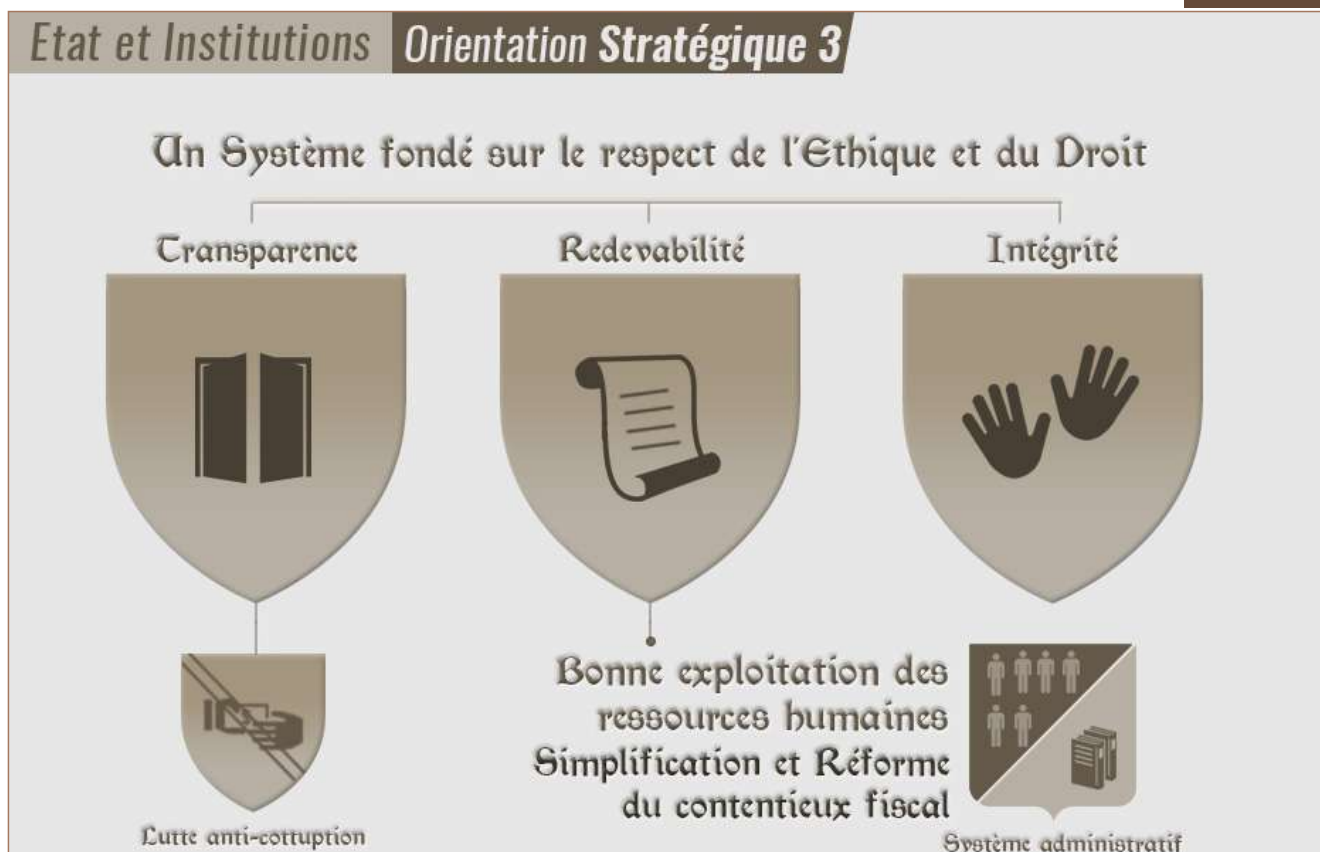 Etat et Institutions Orientation Stratégique 3
Un Système fondé sur le respect de l'Ethique et du Droit
Transparence
Redevabilité
Intégrité
Bonne exploitation des
ressources humaines
Simplification et Réforme
du contentieux fiscal
Lutte anti-cottuption
Système administratif